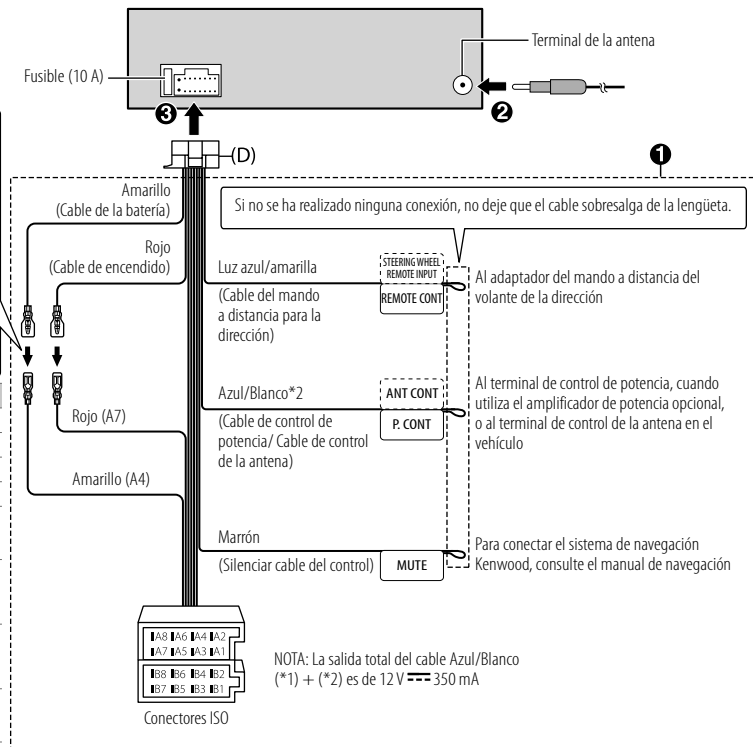 Terminal de la antena
Fusible (10 A)
❸
❷
(D)
❶
Amarillo
(Cable de la batería)
Si no se ha realizado ninguna conexión, no deje que el cable sobresalga de la lengüeta.
Rojo
(Cable de encendido)
Luz azul/amarilla
(Cable del mando
a distancia para la
dirección)
STEERING WHEEL
REMOTE INPUT
REMOTE CONT
Al adaptador del mando a distancia del
volante de la dirección
Azul/Blanco*2
(Cable de control de
potencia/ Cable de control
de la antena)
ANT CONT
P. CONT
Al terminal de control de potencia, cuando
utiliza el amplificador de potencia opcional,
o al terminal de control de la antena en el
vehículo
Rojo (A7)
Amarillo (A4)
Marrón
(Silenciar cable del control)
MUTE
Para conectar el sistema de navegación
Kenwood, consulte el manual de navegación
A8 A6 A4 A2
A7 A5 A3 A1
B8 B6 B4 B2
B7 B5 B3 B1
Conectores ISO
NOTA: La salida total del cable Azul/Blanco
(*1) + (*2) es de 12 V ⎓ 350 mA